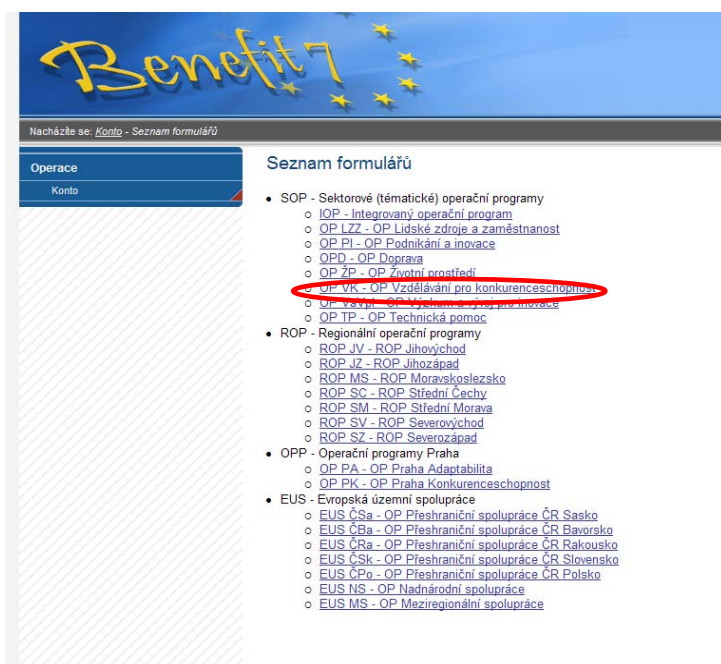 Benefit7
Nacházíte se: Konto - Seznam formulářů
Operace
Konto
Seznam formulářů
SOP - Sektorové (tématické) operační programy
IOP - Integrovaný operační program
OP LZZ - OP Lidské zdroje a zaměstnanost
OP PI - OP Podnikání a inovace
OPD - OP Doprava
OP ŽP - OP Životní prostředí
OP VK - OP Vzdělávání pro konkurenceschopnost
OP VaVpI - OP Výzkum a vývoj pro inovace
OP TP - OP Technická pomoc
ROP - Regionální operační programy
ROP JV - ROP Jihovýchod
ROP JZ - ROP Jihozápad
ROP MS - ROP Moravskoslezsko
ROP SC - ROP Střední Čechy
ROP SM - ROP Střední Morava
ROP SV - ROP Severovýchod
ROP SZ - ROP Severozápad
OPP - Operační programy Praha
OP PA - OP Praha Adaptabilita
OP PK - OP Praha Konkurenceschopnost
EUS - Evropská územní spolupráce
EUS ČSa - OP Přeshraniční spolupráce ČR Sasko
EUS ČBa - OP Přeshraniční spolupráce ČR Bavorsko
EUS ČRa - OP Přeshraniční spolupráce ČR Rakousko
EUS ČSk - OP Přeshraniční spolupráce ČR Slovensko
EUS ČPo - OP Přeshraniční spolupráce ČR Polsko
EUS NS - OP Nadnárodní spolupráce
EUS MS - OP Meziregionální spolupráce